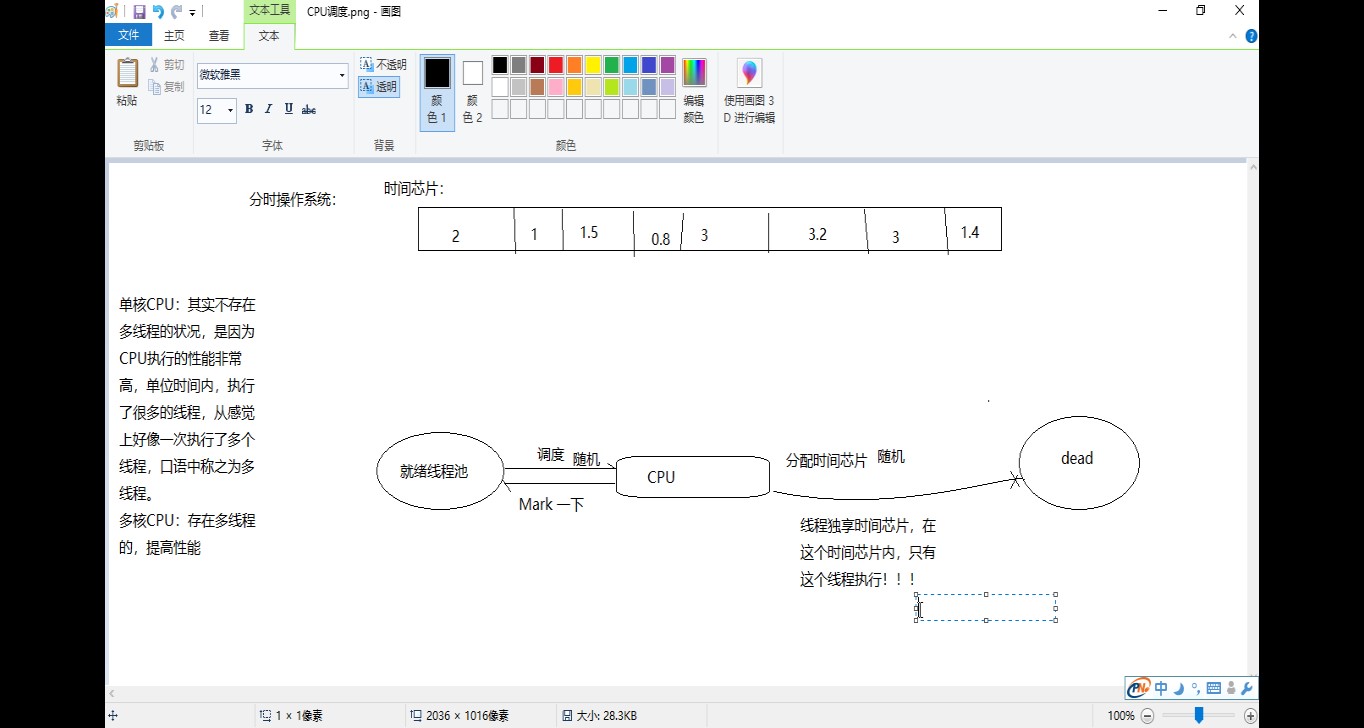 文本工具
CPU调度.png - 画图
文件
主页
查看
文本
粘贴
剪切
复制
剪贴板
微软雅黑
12
B I U abc
字体
不透明
透明
背景
颜
色 1
颜
色 2
编辑
颜色
颜色
使用画图 3
D 进行编辑
分时操作系统：
时间芯片：
2
1
1.5
0.8
3
3.2
3
1.4
单核CPU：其实不存在
多线程的状况，是因为
CPU执行的性能非常
高，单位时间内，执行
了很多的线程，从感觉
上好像一次执行了多个
线程，口语中称之为多
线程。
多核CPU：存在多线程
的，提高性能
就绪线程池
调度
随机
Mark 一下
CPU
分配时间芯片
随机
dead
线程独享时间芯片，在
这个时间芯片内，只有
这个线程执行！！！
中
1 × 1像素
2036 × 1016像素
大小: 28.3KB
100%